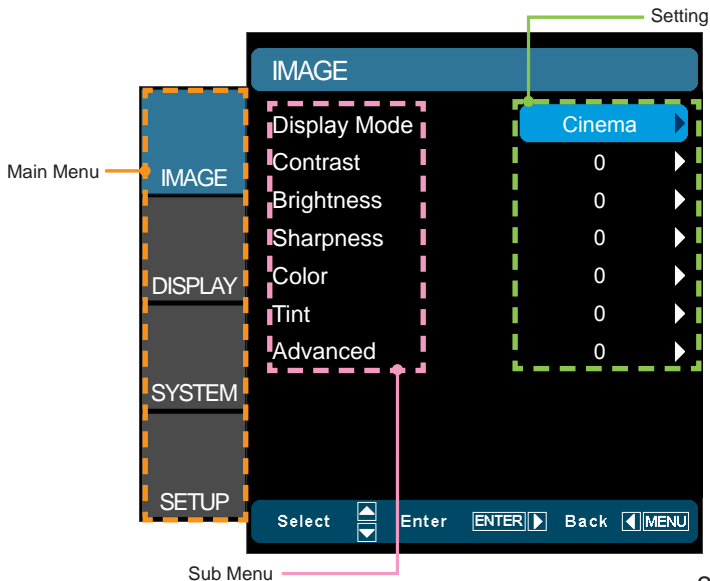 Setting
IMAGE
Display Mode Cinema
Main Menu
IMAGE
Contrast 0
Brightness 0
Sharpness 0
DISPLAY
Color 0
Tint 0
Advanced 0
SYSTEM
SETUP
Select Enter ENTER Back MENU
Sub Menu